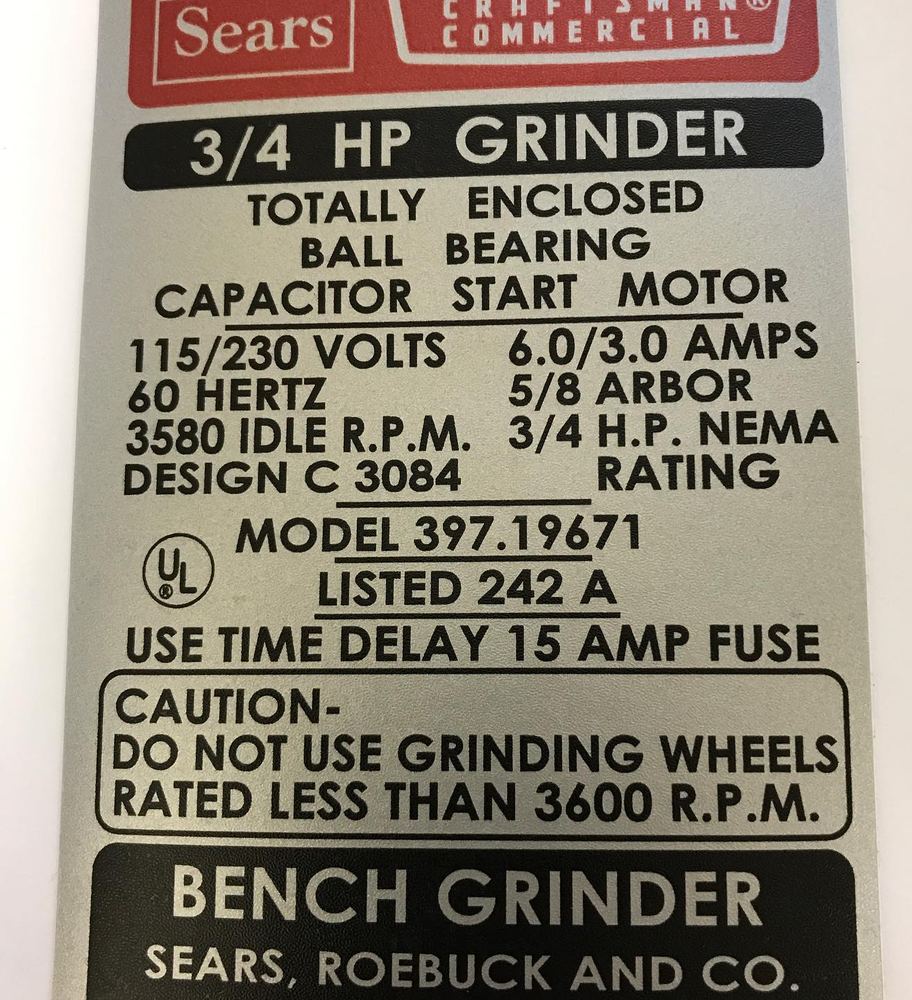 Sears
CRAFTSMAN®
COMMERCIAL
3/4 HP GRINDER
TOTALLY ENCLOSED
BALL BEARING
CAPACITOR START MOTOR
115/230 VOLTS 6.0/3.0 AMPS
60 HERTZ 5/8 ARBOR
3580 IDLE R.P.M. 3/4 H.P. NEMA
DESIGN C 3084 RATING
MODEL 397.19671
UL®
LISTED 242 A
USE TIME DELAY 15 AMP FUSE
CAUTION-
DO NOT USE GRINDING WHEELS
RATED LESS THAN 3600 R.P.M.
BENCH GRINDER
SEARS, ROEBUCK AND CO.